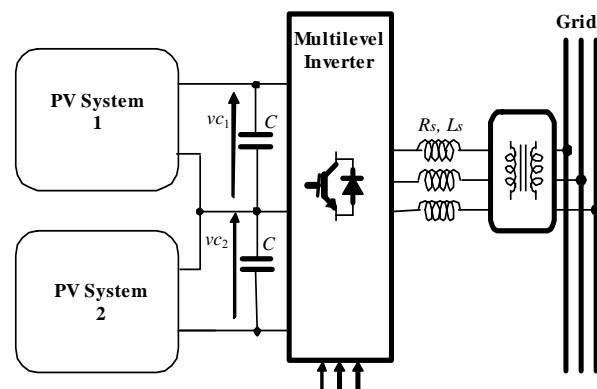 Grid
Multilevel
Inverter
PV System
1
vc1
C
Rs, Ls
vc2
C
PV System
2